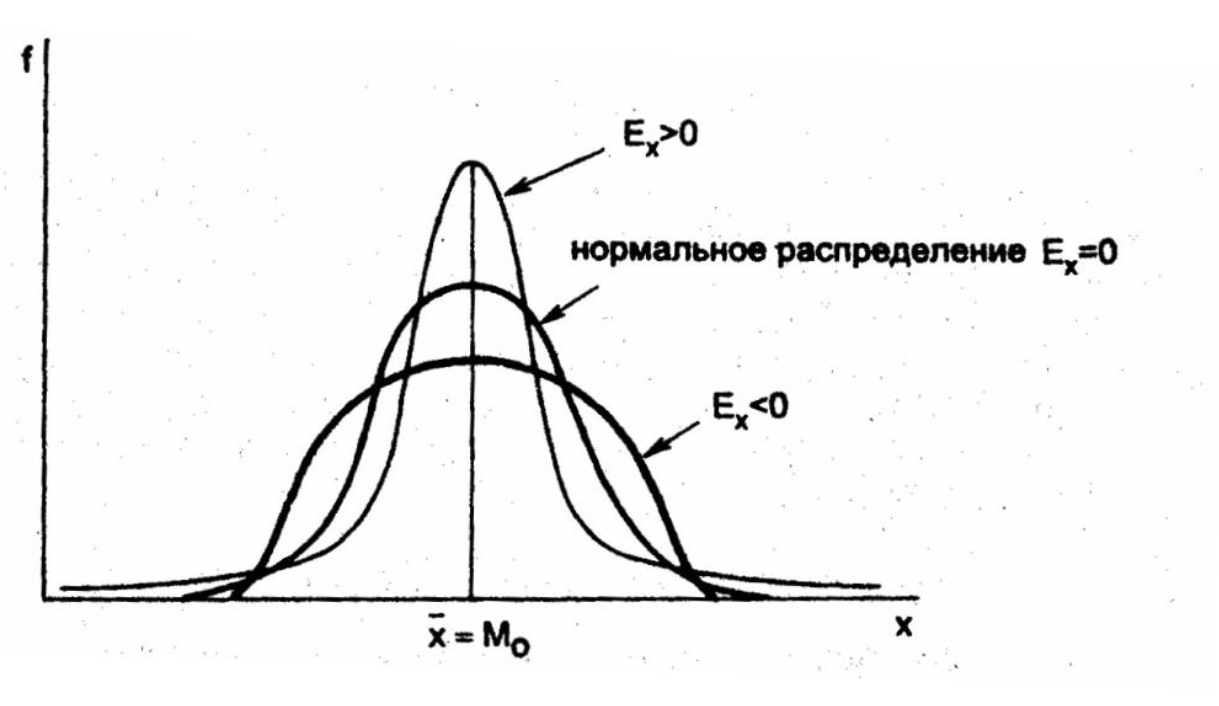 f
Eₓ>0
нормальное распределение Eₓ=0
Eₓ<0
x̄ = Mₒ
x